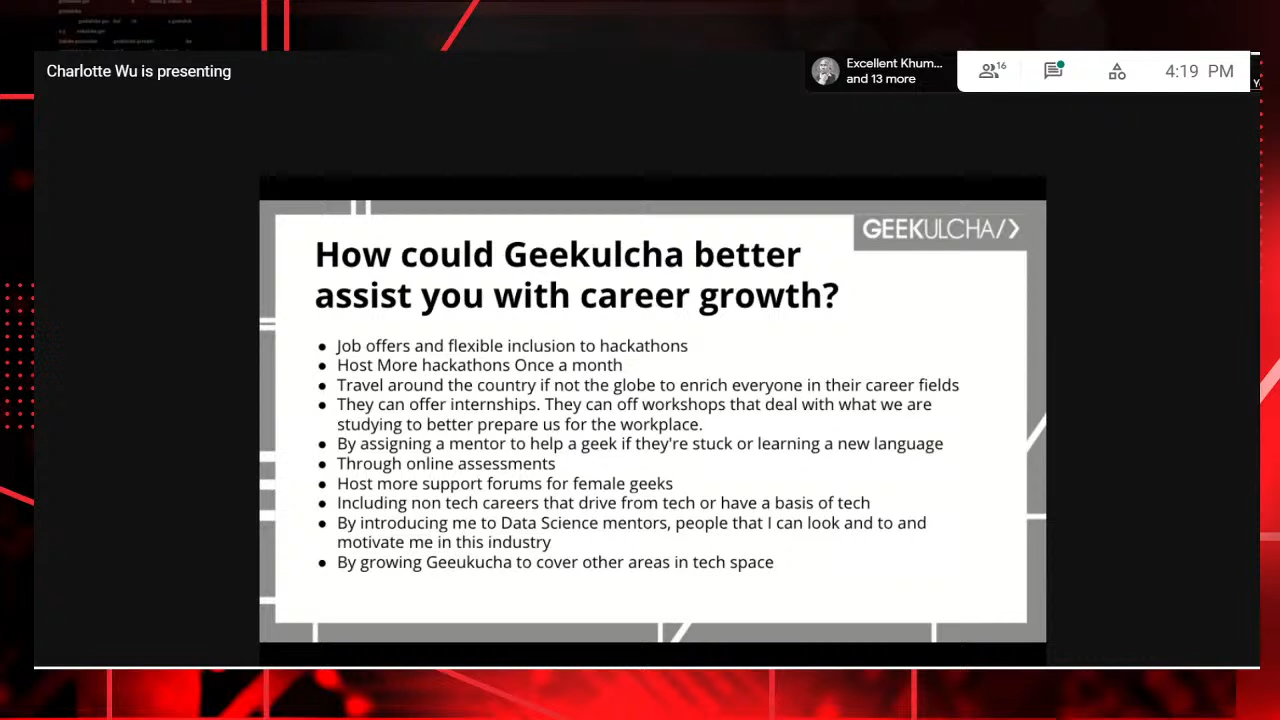 Charlotte Wu is presenting
Excellent Khum...
and 13 more
16
4:19 PM
GEEKULCHA/>
How could Geekulcha better
assist you with career growth?
● Job offers and flexible inclusion to hackathons
● Host More hackathons Once a month
● Travel around the country if not the globe to enrich everyone in their career fields
● They can offer internships. They can off workshops that deal with what we are
studying to better prepare us for the workplace.
● By assigning a mentor to help a geek if they're stuck or learning a new language
● Through online assessments
● Host more support forums for female geeks
● Including non tech careers that drive from tech or have a basis of tech
● By introducing me to Data Science mentors, people that I can look and to and
motivate me in this industry
● By growing Geeukucha to cover other areas in tech space